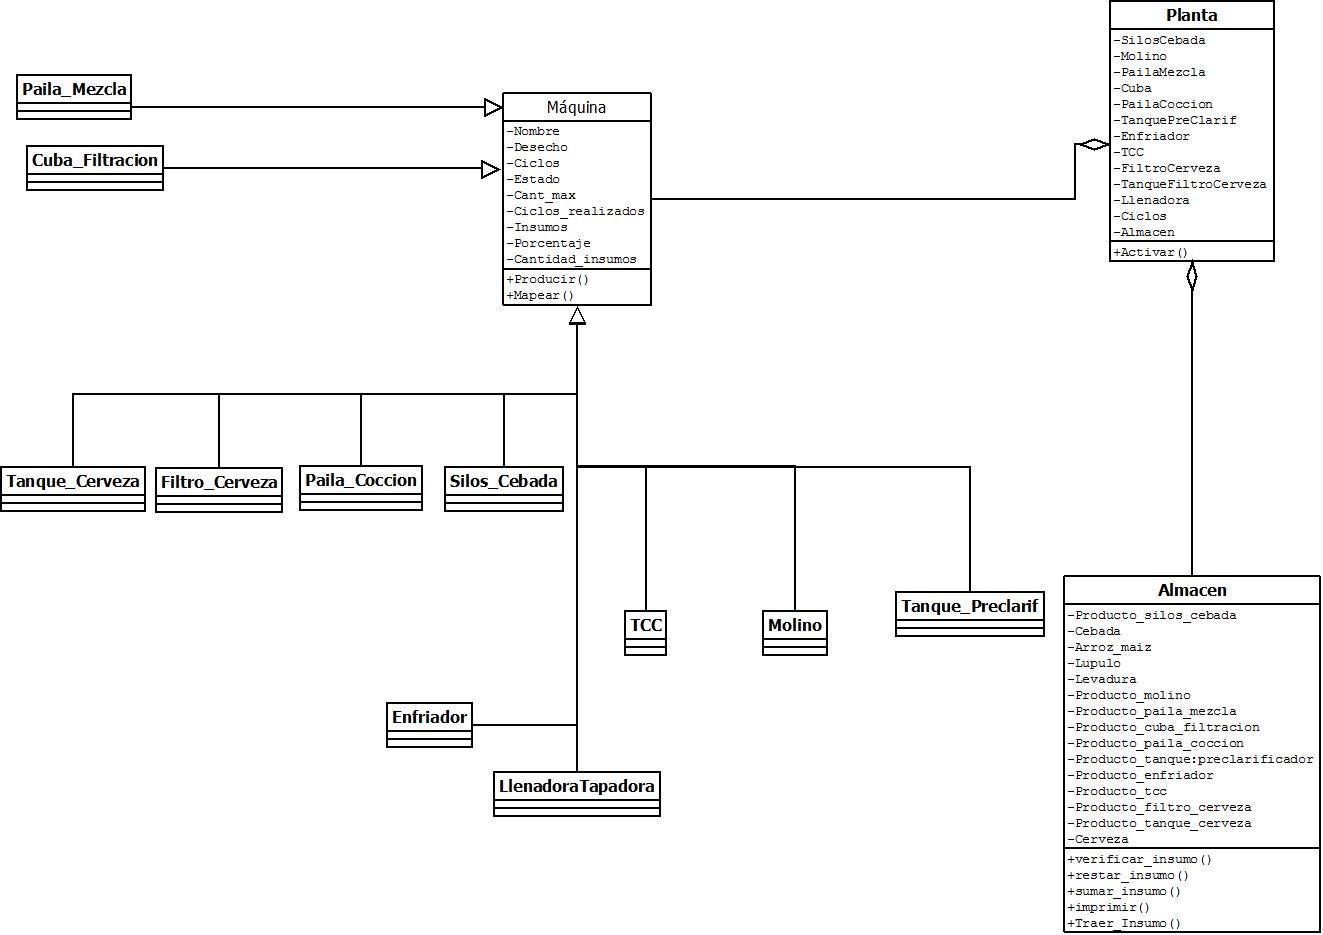 Planta
-SilosCebada
-Molino
-PailaMezcla
-Cuba
-PailaCoccion
-TanquePreClarif
-Enfriador
-TCC
-FiltroCerveza
-TanqueFiltroCerveza
-Llenadora
-Ciclos
-Almacen
+Activar()
Paila_Mezcla
Cuba_Filtracion
Máquina
-Nombre
-Desecho
-Ciclos
-Estado
-Cant_max
-Ciclos_realizados
-Insumos
-Porcentaje
-Cantidad_insumos
+Producir()
+Mapear()
Tanque_Cerveza
Filtro_Cerveza
Paila_Coccion
Silos_Cebada
TCC
Molino
Tanque_Preclarif
Enfriador
LlenadoraTapadora
Almacen
-Producto_silos_cebada
-Cebada
-Arroz_maiz
-Lupulo
-Levadura
-Producto_molino
-Producto_paila_mezcla
-Producto_cuba_filtracion
-Producto_paila_coccion
-Producto_tanque:preclarificador
-Producto_enfriador
-Producto_tcc
-Producto_filtro_cerveza
-Producto_tanque_cerveza
-Cerveza
+verificar_insumo()
+restar_insumo()
+sumar_insumo()
+imprimir()
+Traer_Insumo()